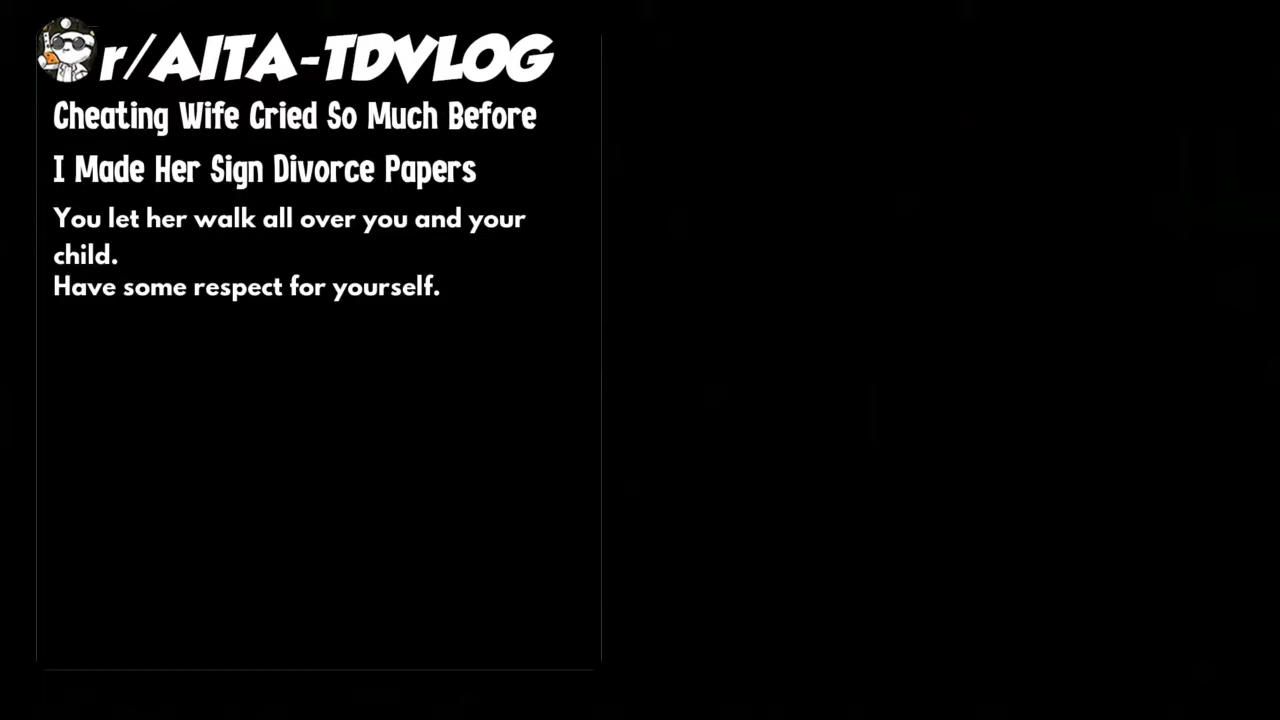 r/AITA-TDVLOG
Cheating Wife Cried So Much Before
I Made Her Sign Divorce Papers
You let her walk all over you and your
child.
Have some respect for yourself.